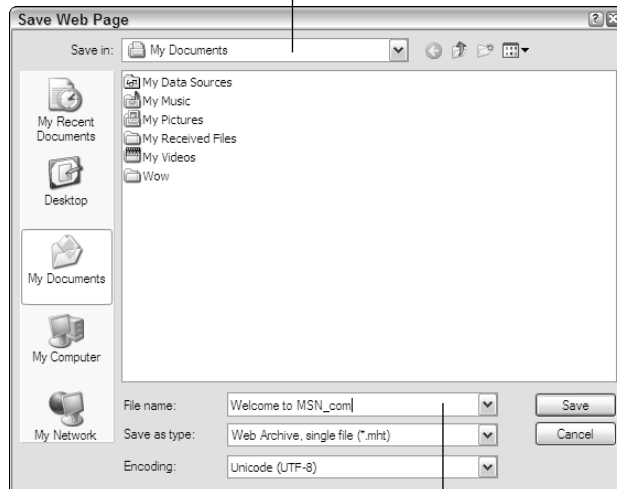 Save Web Page
Save in: My Documents
My Recent
Documents
Desktop
My Documents
My Computer
My Network
My Data Sources
My Music
My Pictures
My Received Files
My Videos
Wow
File name: Welcome to MSN_com
Save
Save as type: Web Archive, single file (*.mht)
Cancel
Encoding: Unicode (UTF-8)